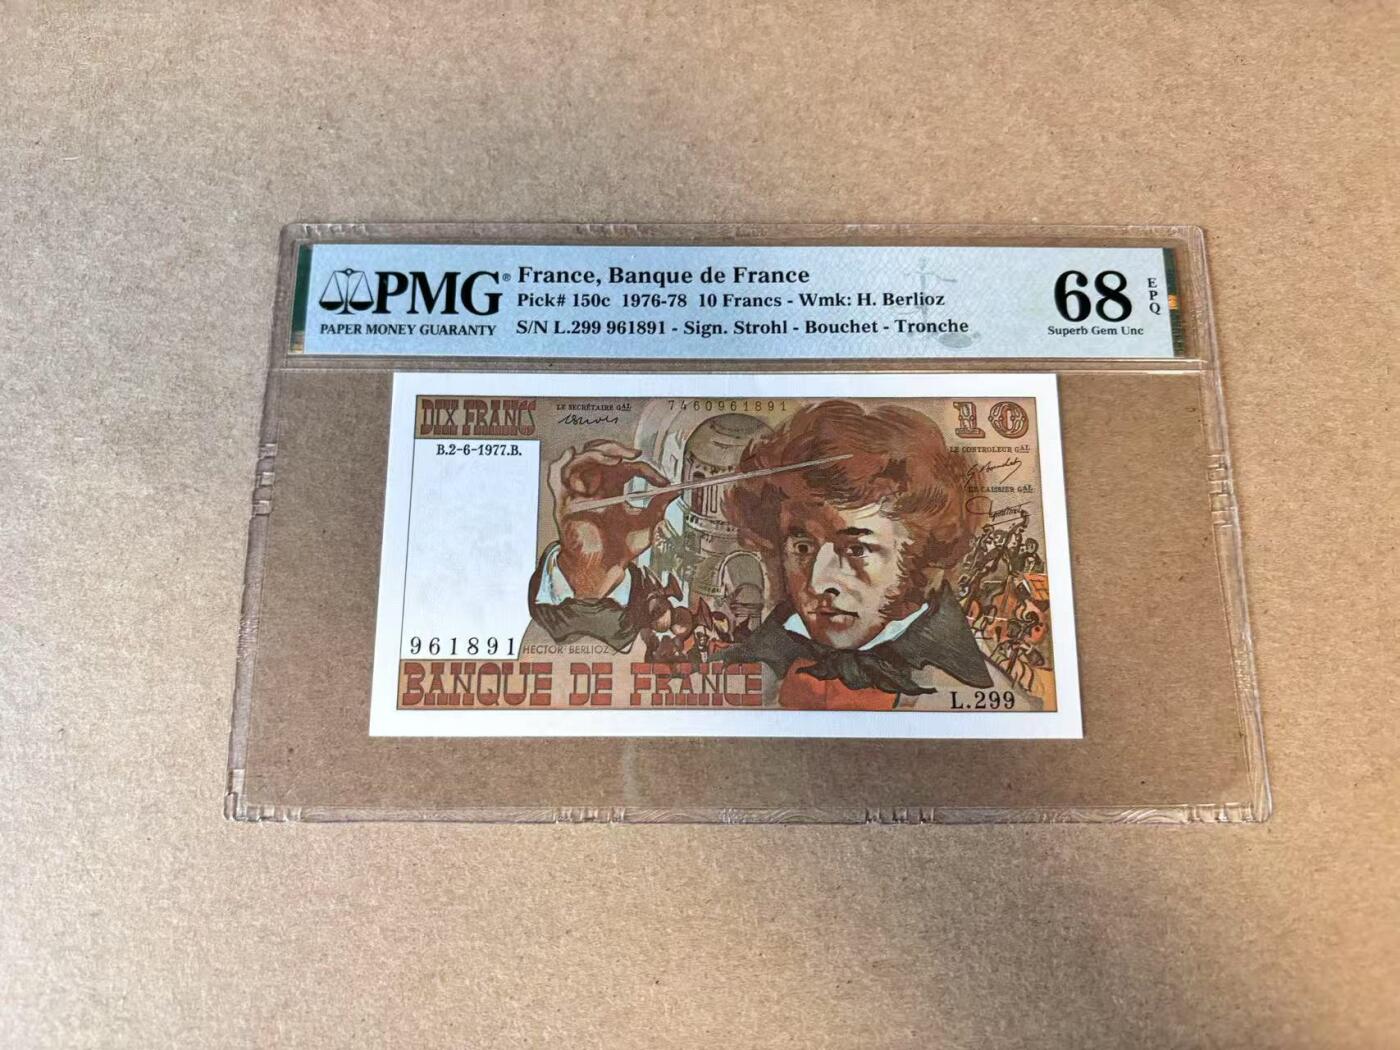 PMG®
PAPER MONEY GUARANTY
France, Banque de France
Pick# 150c 1976-78 10 Francs - Wmk: H. Berlioz
S/N L.299 961891 - Sign. Strohl - Bouchet - Tronche
68
EPQ
Superb Gem Unc
DIX FRANCS
LE SECRÉTAIRE GAL
7460961891
10
B.2-6-1977.B.
LE CONTROLEUR GAL
LE CAISSIER GAL
961891
HECTOR BERLIOZ
BANQUE DE FRANCE
L.299